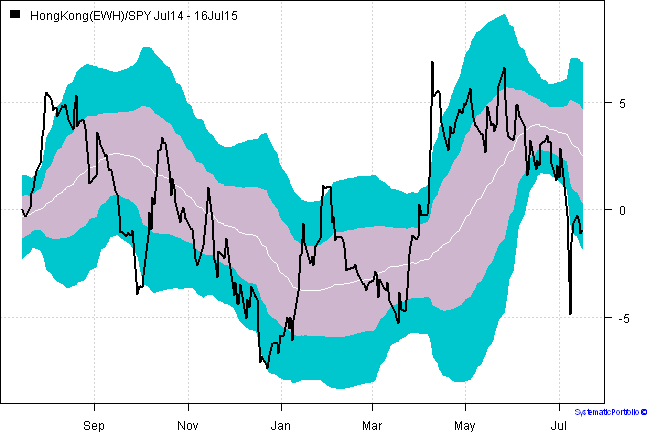 HongKong(EWH)/SPY Jul14 - 16Jul15
5
0
-5
Sep Nov Jan Mar May Jul
SystematicPortfolio ©